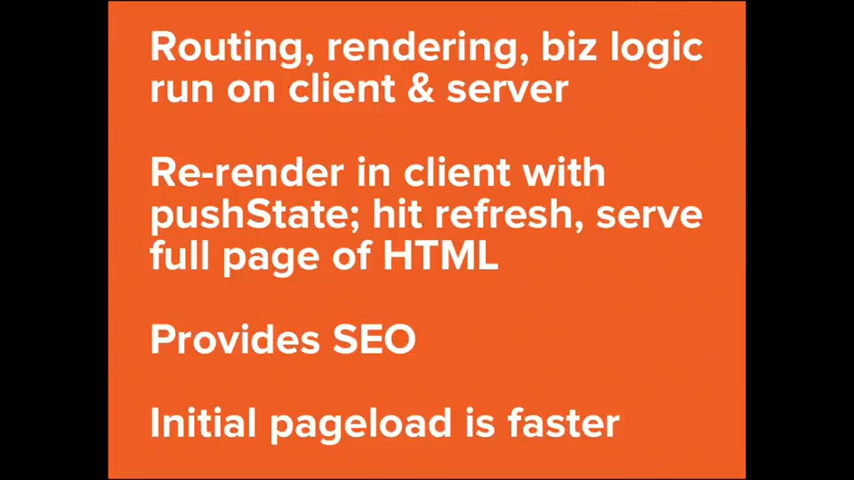 Routing, rendering, biz logic
run on client & server
Re-render in client with
pushState; hit refresh, serve
full page of HTML
Provides SEO
Initial pageload is faster